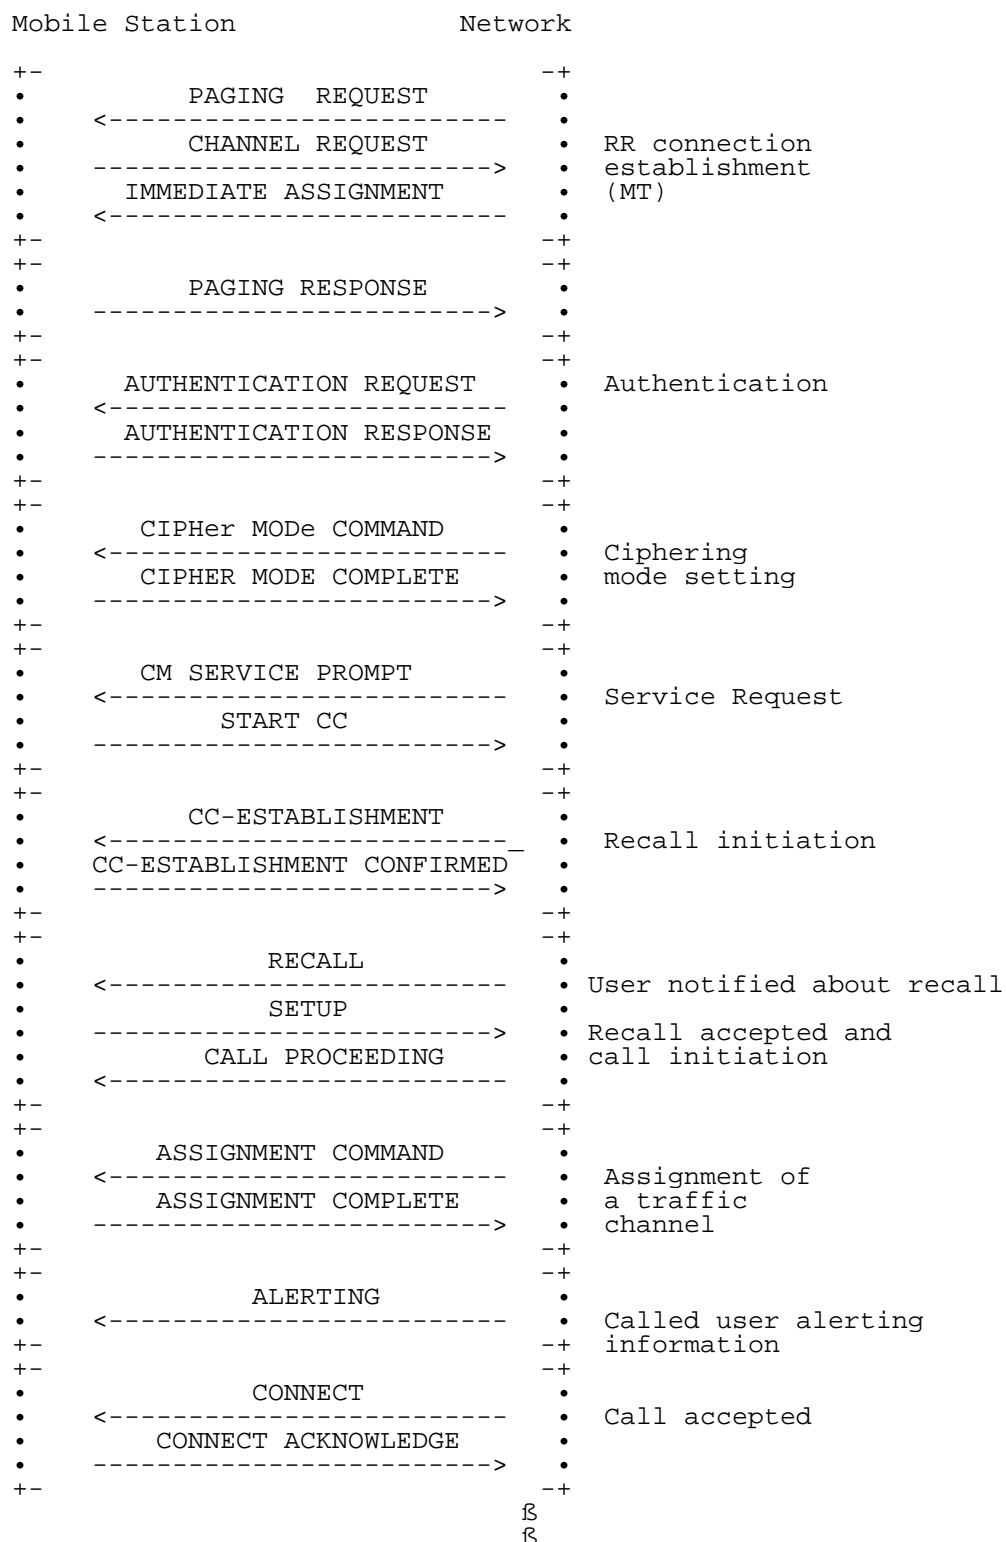 Mobile Station Network
+- -+
• PAGING  REQUEST •
• <------------------------- •
• CHANNEL REQUEST • RR connection
• -------------------------> • establishment
• IMMEDIATE ASSIGNMENT • (MT)
• <------------------------- •
+- -+
+- -+
• PAGING RESPONSE •
• -------------------------> •
+- -+
+- -+
• AUTHENTICATION REQUEST • Authentication
• <------------------------- •
• AUTHENTICATION RESPONSE •
• -------------------------> •
+- -+
+- -+
• CIPHer MODe COMMAND •
• <------------------------- • Ciphering
• CIPHER MODE COMPLETE • mode setting
• -------------------------> •
+- -+
+- -+
• CM SERVICE PROMPT •
• <------------------------- • Service Request
• START CC •
• -------------------------> •
+- -+
+- -+
• CC-ESTABLISHMENT •
• <-------------------------_ • Recall initiation
• CC-ESTABLISHMENT CONFIRMED •
• -------------------------> •
+- -+
+- -+
• RECALL •
• <------------------------- • User notified about recall
• SETUP •
• -------------------------> • Recall accepted and
• CALL PROCEEDING • call initiation
• <------------------------- •
+- -+
+- -+
• ASSIGNMENT COMMAND •
• <------------------------- • Assignment of
• ASSIGNMENT COMPLETE • a traffic
• -------------------------> • channel
+- -+
+- -+
• ALERTING •
• <------------------------- • Called user alerting
+- -+ information
+- -+
• CONNECT •
• <------------------------- • Call accepted
• CONNECT ACKNOWLEDGE •
• -------------------------> •
+- -+
ß
ß